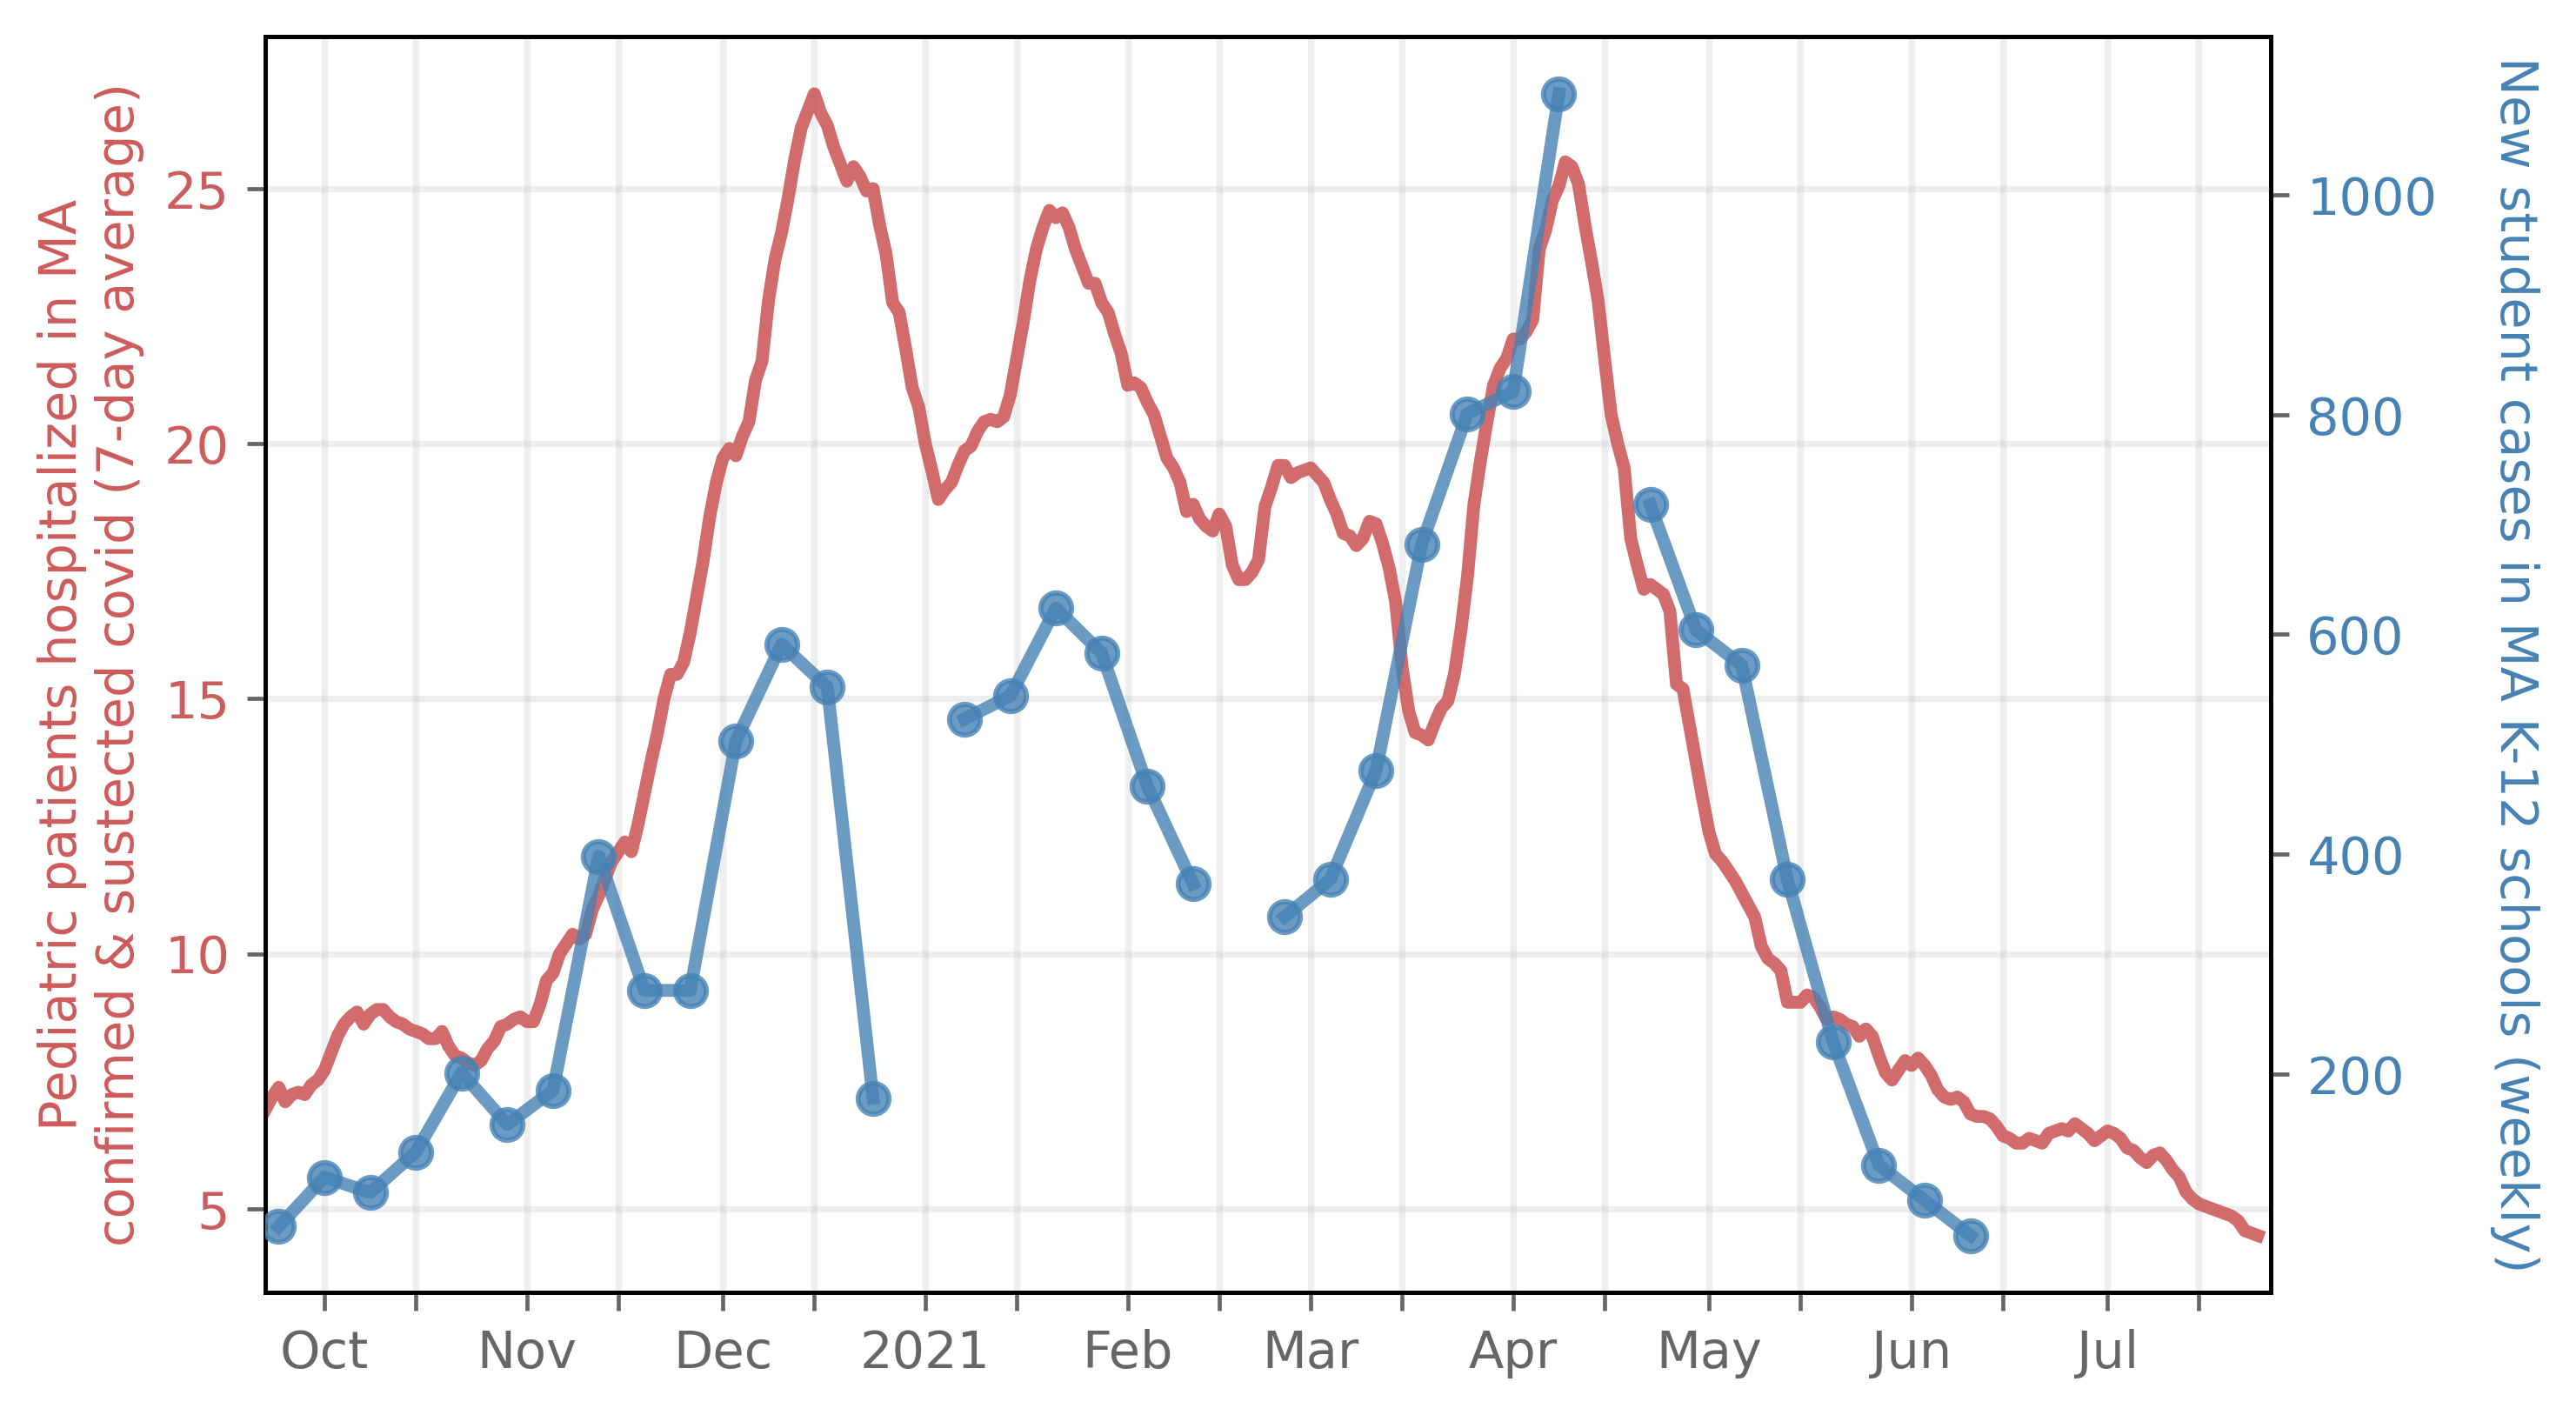 Pediatric patients hospitalized in MA
confirmed & sustected covid (7-day average)
25
20
15
10
5
1000
800
600
400
200
New student cases in MA K-12 schools (weekly)
Oct Nov Dec 2021 Feb Mar Apr May Jun Jul